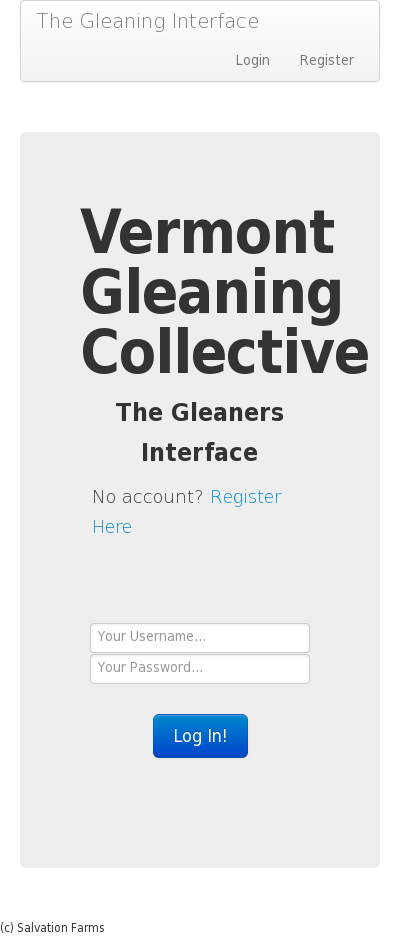 The Gleaning Interface
Login Register
Vermont
Gleaning
Collective
The Gleaners
Interface
No account? Register
Here
Your Username...
Your Password...
Log In!
(c) Salvation Farms